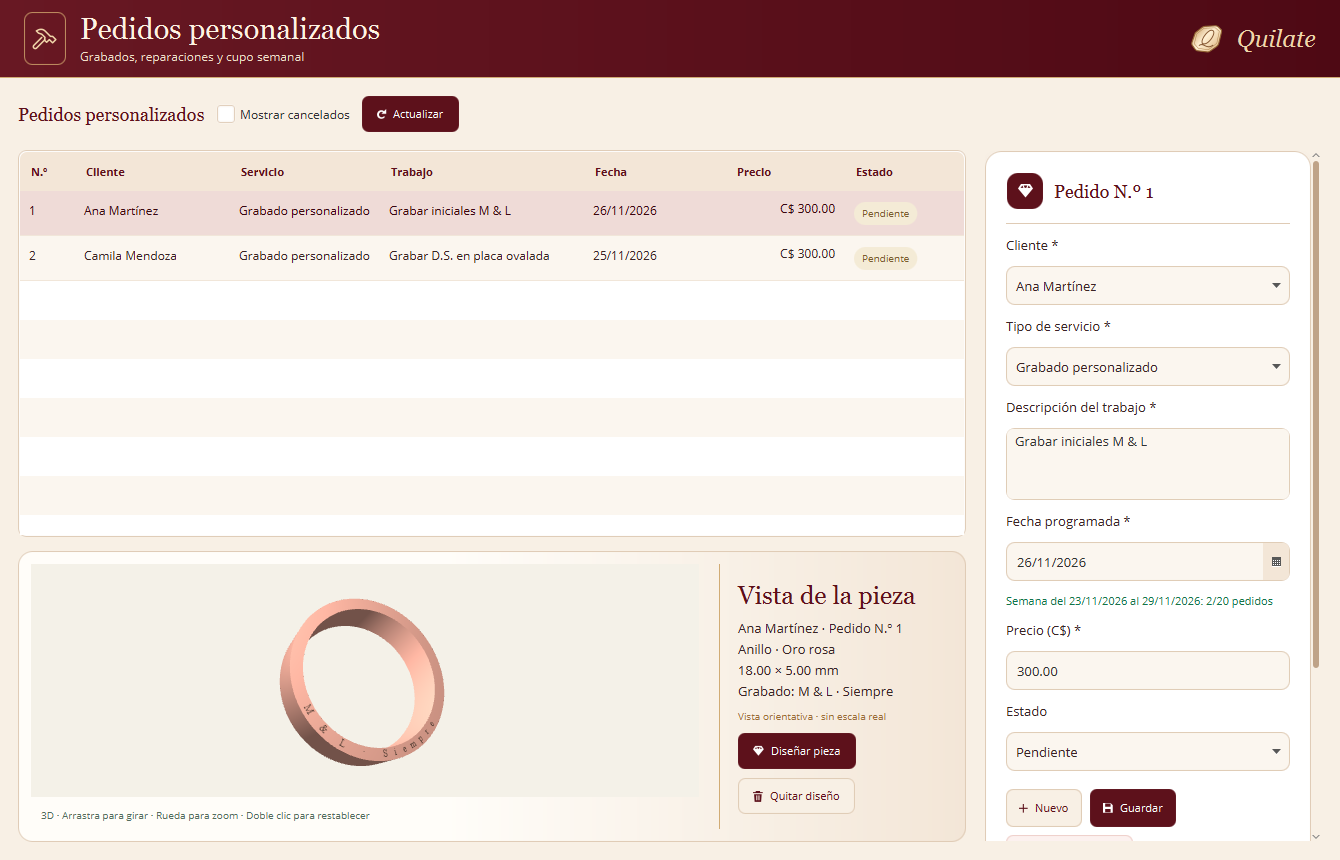 Pedidos personalizados
Grabados, reparaciones y cupo semanal
Quilate
Pedidos personalizados
Mostrar cancelados
Actualizar
N.º Cliente Servicio Trabajo Fecha Precio Estado
1 Ana Martínez Grabado personalizado Grabar iniciales M & L 26/11/2026 C$ 300.00 Pendiente
2 Camila Mendoza Grabado personalizado Grabar D.S. en placa ovalada 25/11/2026 C$ 300.00 Pendiente
M & L · Siempre
3D · Arrastra para girar · Rueda para zoom · Doble clic para restablecer
Vista de la pieza
Ana Martínez · Pedido N.º 1
Anillo · Oro rosa
18.00 × 5.00 mm
Grabado: M & L · Siempre
Vista orientativa · sin escala real
Diseñar pieza
Quitar diseño
Pedido N.º 1
Cliente *
Ana Martínez
Tipo de servicio *
Grabado personalizado
Descripción del trabajo *
Grabar iniciales M & L
Fecha programada *
26/11/2026
Semana del 23/11/2026 al 29/11/2026: 2/20 pedidos
Precio (C$) *
300.00
Estado
Pendiente
+ Nuevo
Guardar